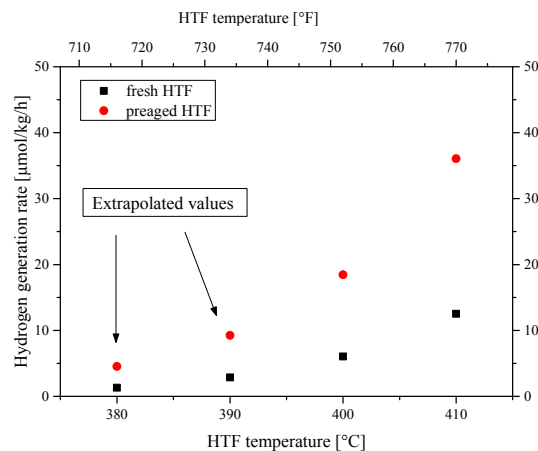 HTF temperature [°F]
710 720 730 740 750 760 770
50 50
40 40
30 30
20 20
10 10
0 0
Hydrogen generation rate [µmol/kg/h]
fresh HTF
preaged HTF
Extrapolated values
380 390 400 410
HTF temperature [°C]